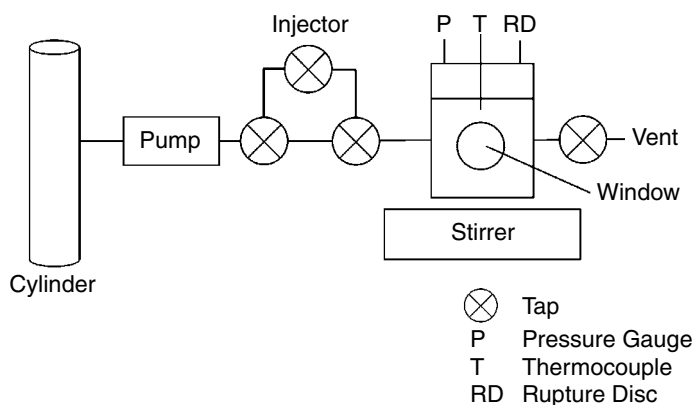 Injector
P T RD
Pump
Vent
Window
Stirrer
Cylinder
Tap
P Pressure Gauge
T Thermocouple
RD Rupture Disc